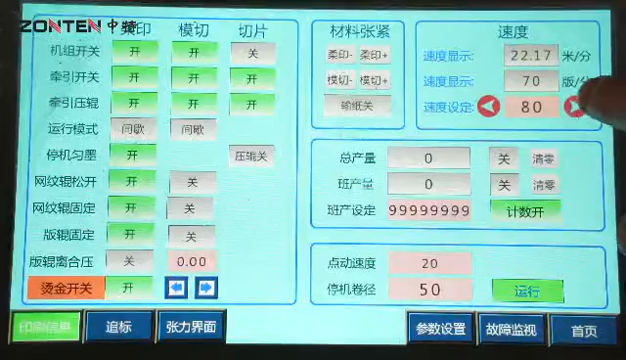 ZONTEN 中特
柔印 模切 切片
机组开关 开 开 关
牵引开关 开 开 开
牵引压辊 开 开 开
运行模式 间歇 间歇
停机匀墨 开 压辊关
网纹辊松开 开 关
网纹辊固定 开 关
版辊固定 开 关
版辊离合压 关 0.00
烫金开关 开
材料张紧
柔印- 柔印+
模切- 模切+
输纸关
速度
速度显示: 22.17 米/分
速度显示: 70 版/分
速度设定: 80
总产量 0 关 清零
班产量 0 关 清零
班产设定 99999999 计数开
点动速度 20
停机卷径 50 运行
印刷信息 追标 张力界面 参数设置 故障监视 首页